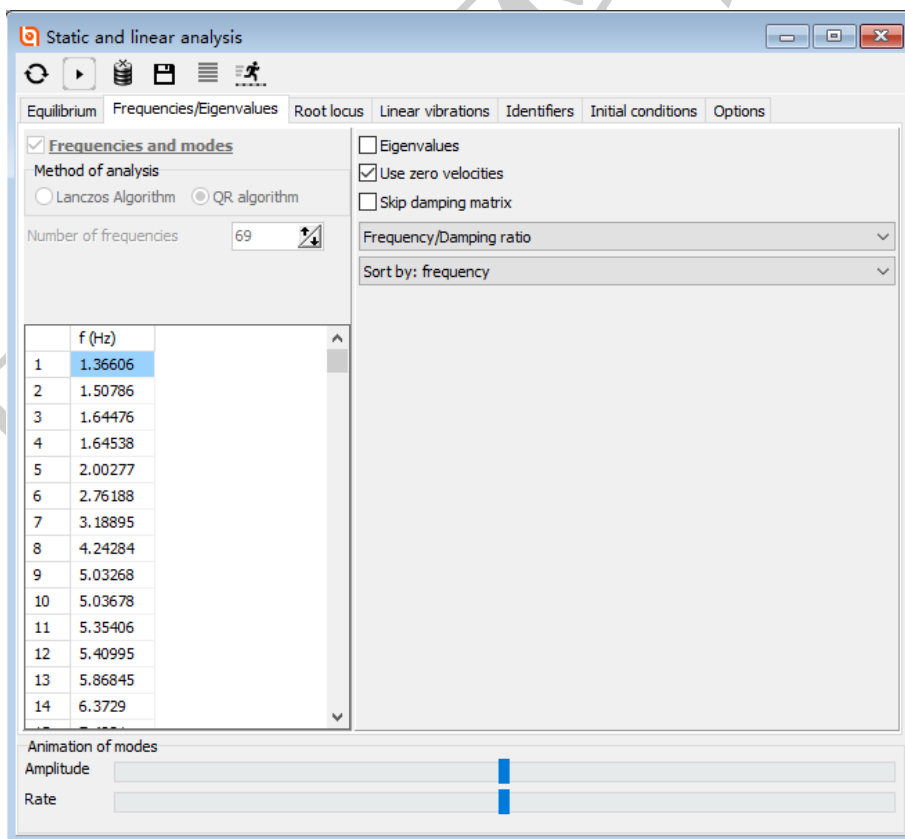 Static and linear analysis
Equilibrium Frequencies/Eigenvalues Root locus Linear vibrations Identifiers Initial conditions Options
Frequencies and modes
Method of analysis
Lanczos Algorithm QR algorithm
Number of frequencies 69
Eigenvalues
Use zero velocities
Skip damping matrix
Frequency/Damping ratio
Sort by: frequency
f (Hz)
1 1.36606
2 1.50786
3 1.64476
4 1.64538
5 2.00277
6 2.76188
7 3.18895
8 4.24284
9 5.03268
10 5.03678
11 5.35406
12 5.40995
13 5.86845
14 6.3729
Animation of modes
Amplitude
Rate